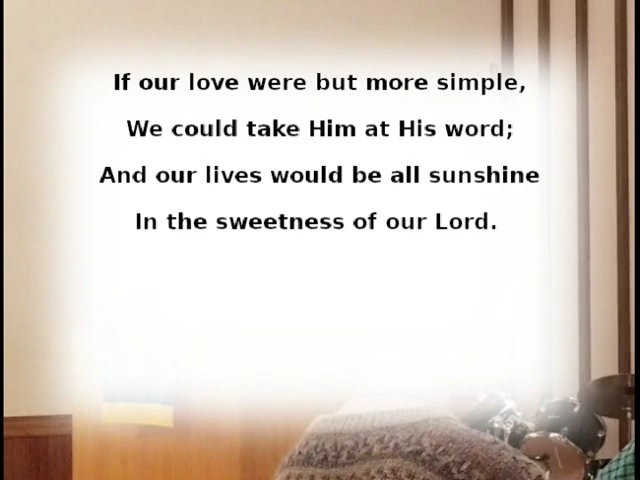 If our love were but more simple,
We could take Him at His word;
And our lives would be all sunshine
In the sweetness of our Lord.